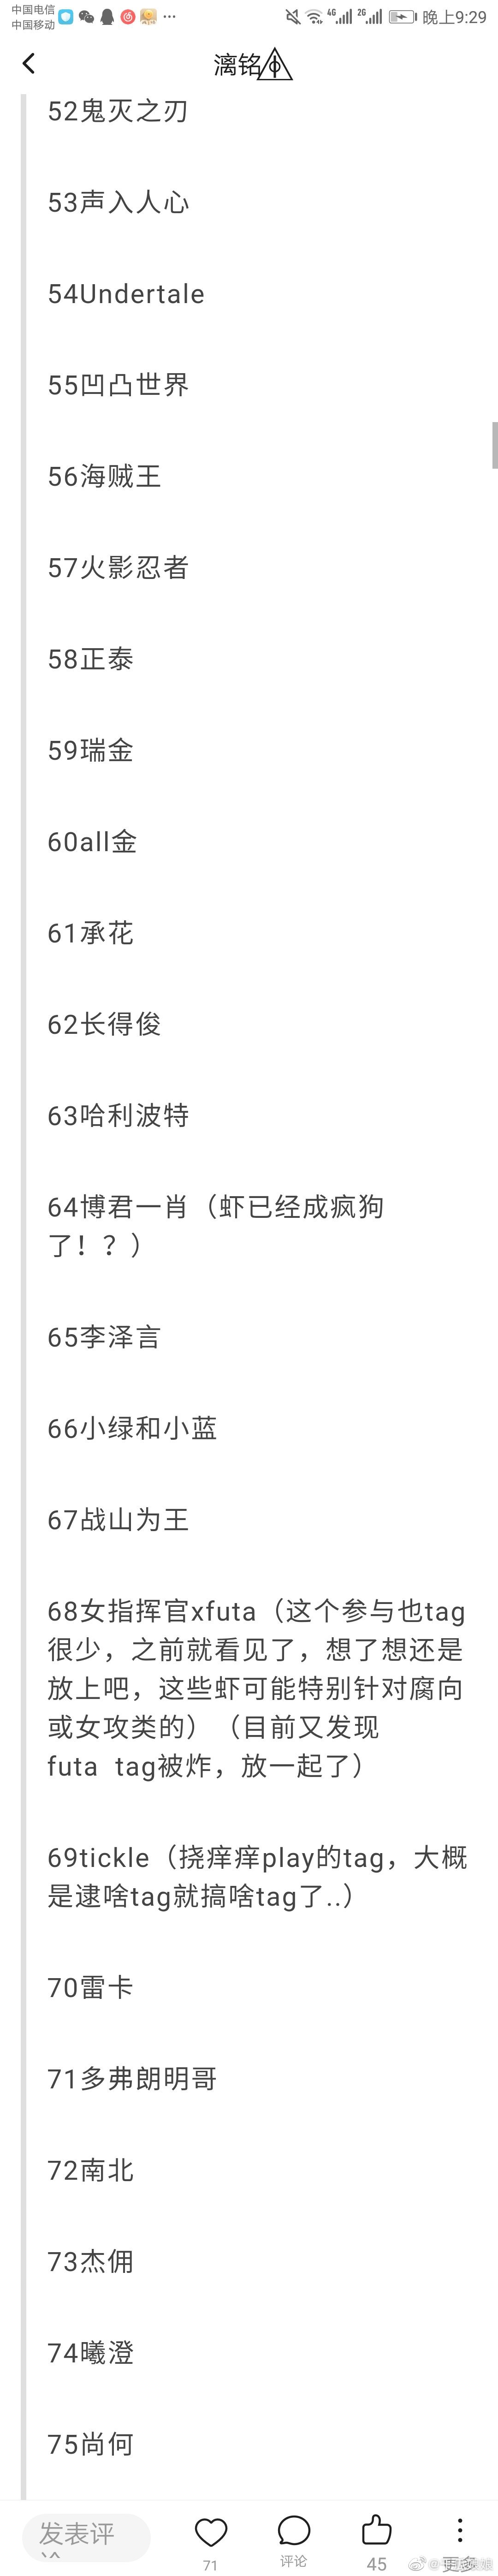 中国电信
中国移动
4G
2G
晚上9:29
漓铭
52鬼灭之刃
53声入人心
54Undertale
55凹凸世界
56海贼王
57火影忍者
58正泰
59瑞金
60all金
61承花
62长得俊
63哈利波特
64博君一肖（虾已经成疯狗
了！？）
65李泽言
66小绿和小蓝
67战山为王
68女指挥官xfuta（这个参与也tag
很少，之前就看见了，想了想还是
放上吧，这些虾可能特别针对腐向
或女攻类的）（目前又发现
futa tag被炸，放一起了）
69tickle（挠痒痒play的tag，大概
是逮啥tag就搞啥tag了..）
70雷卡
71多弗朗明哥
72南北
73杰佣
74曦澄
75尚何
发表评
71
评论
45
更多